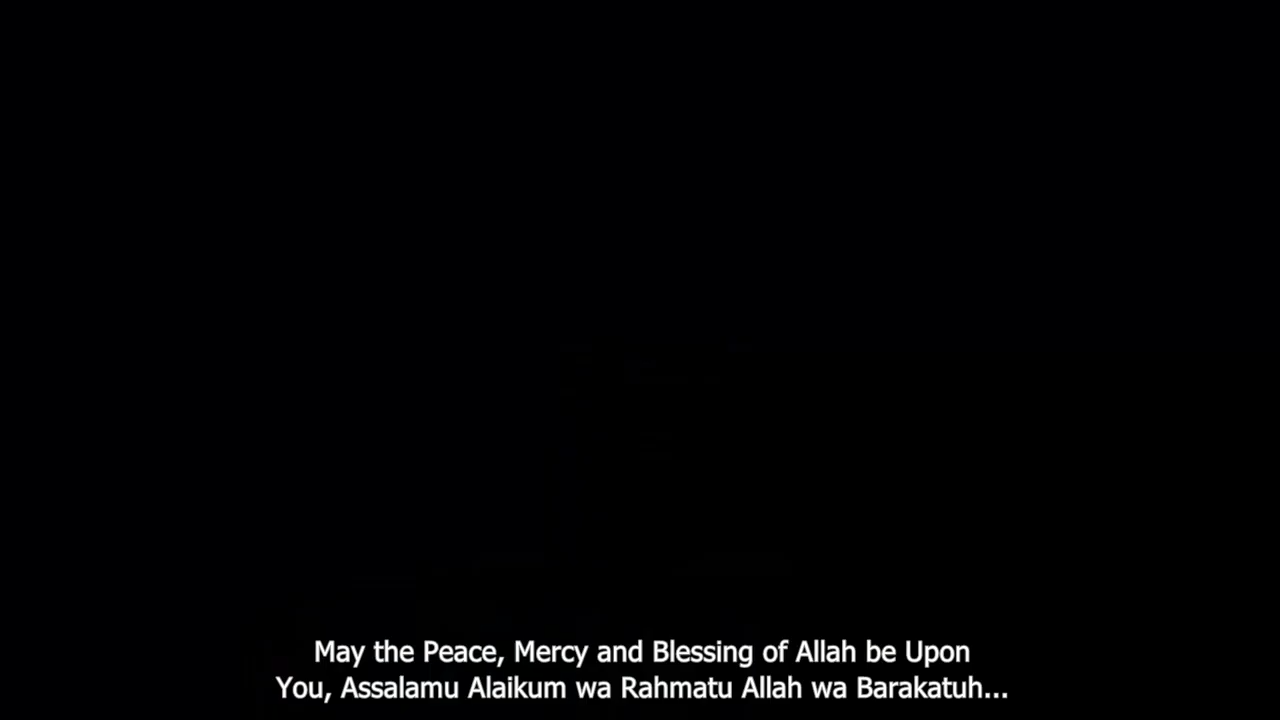 May the Peace, Mercy and Blessing of Allah be Upon
You, Assalamu Alaikum wa Rahmatu Allah wa Barakatuh...